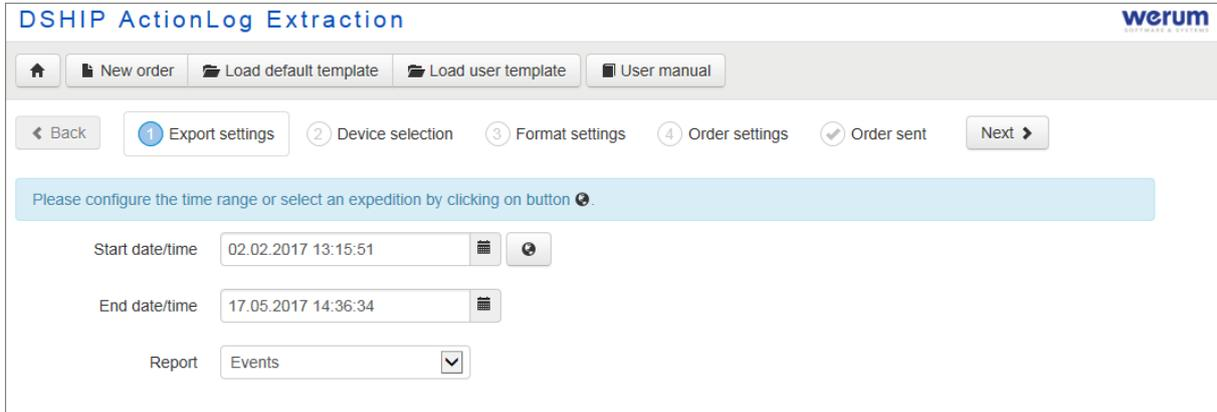 DSHIP ActionLog Extraction
werum
SOFTWARE & SYSTEMS
New order Load default template Load user template User manual
Back 1 Export settings 2 Device selection 3 Format settings 4 Order settings Order sent Next
Please configure the time range or select an expedition by clicking on button .
Start date/time 02.02.2017 13:15:51
End date/time 17.05.2017 14:36:34
Report Events